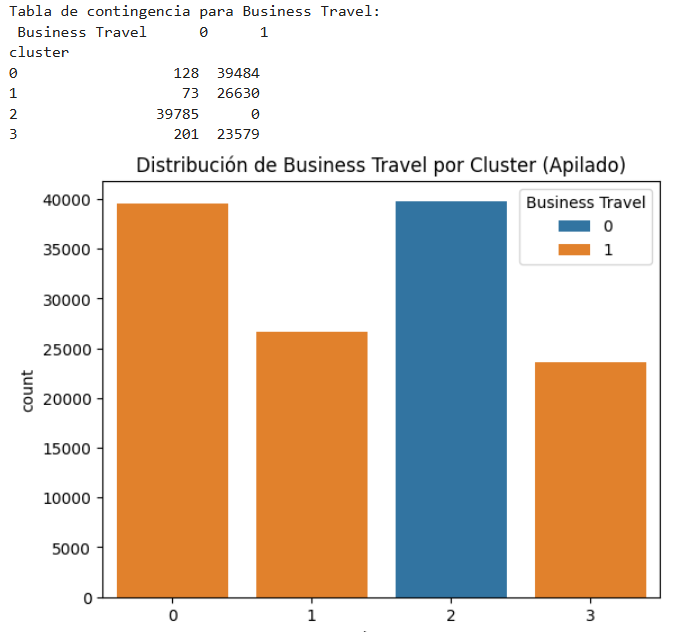 Tabla de contingencia para Business Travel:
Business Travel 0 1
cluster
0 128 39484
1 73 26630
2 39785 0
3 201 23579
Distribución de Business Travel por Cluster (Apilado)
Business Travel
0
1
40000
35000
30000
25000
20000
15000
10000
5000
0
count
0 1 2 3